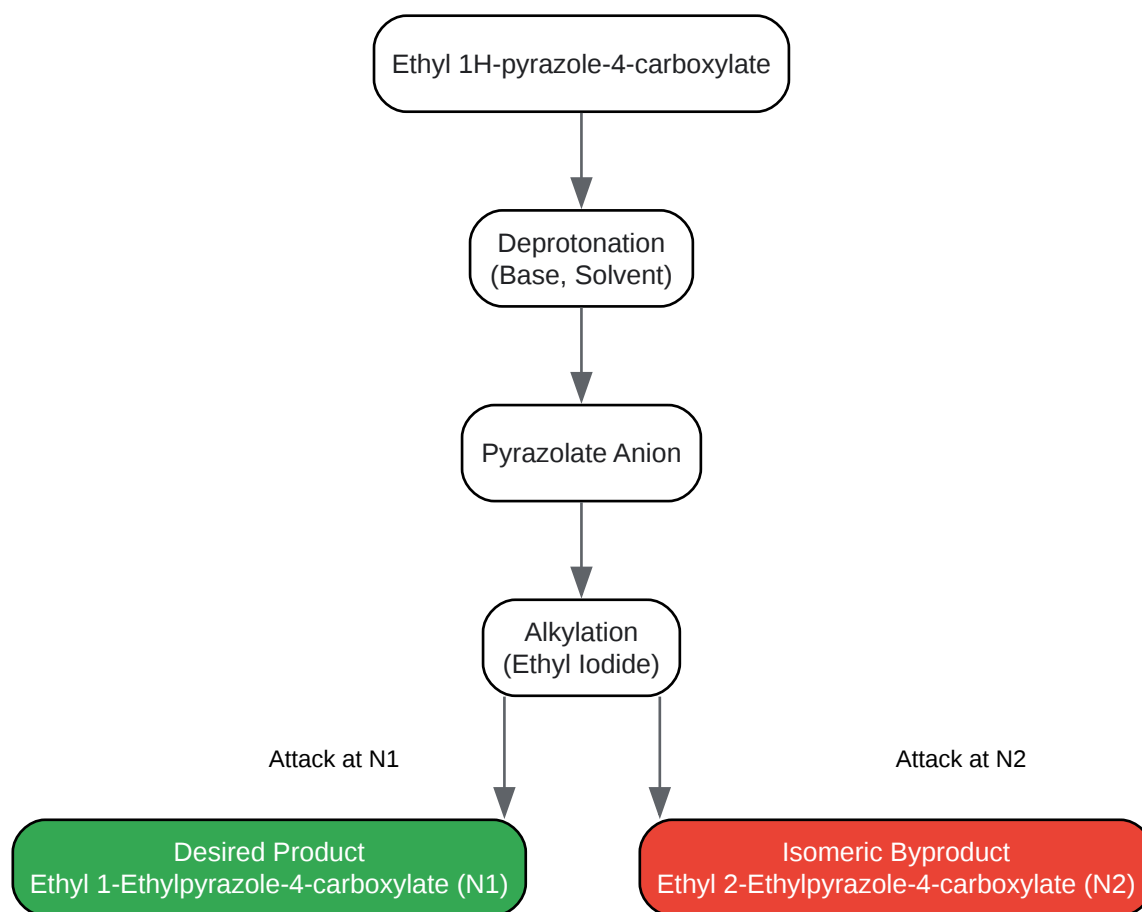 Ethyl 1H-pyrazole-4-carboxylate
Deprotonation
(Base, Solvent)
Pyrazolate Anion
Alkylation
(Ethyl Iodide)
Attack at N1
Attack at N2
Desired Product
Ethyl 1-Ethylpyrazole-4-carboxylate (N1)
Isomeric Byproduct
Ethyl 2-Ethylpyrazole-4-carboxylate (N2)